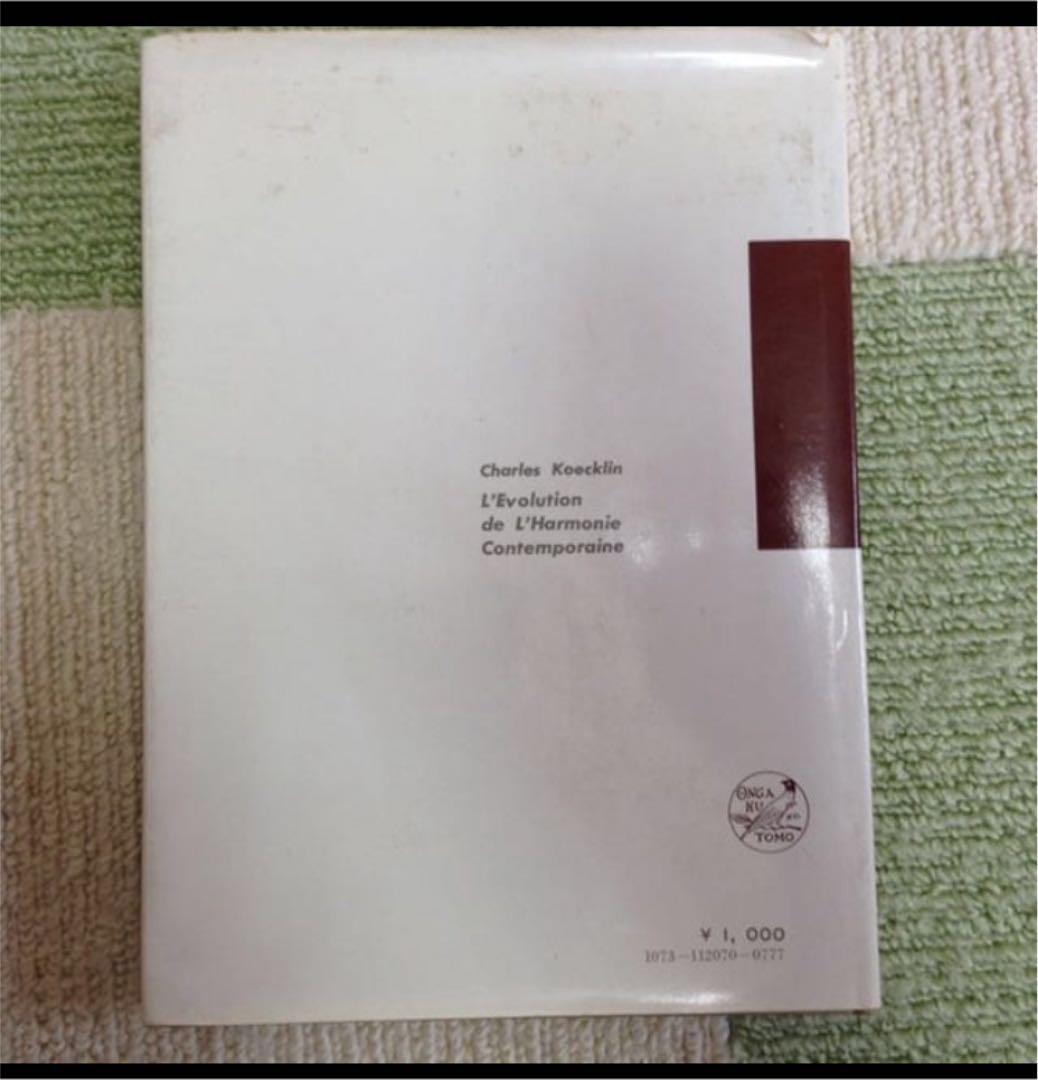 Charles Koecklin
L'Evolution
de L'Harmonie
Contemporaine
ONGA
KU
NO
TOMO
¥ 1, 000
1073-112070-0777